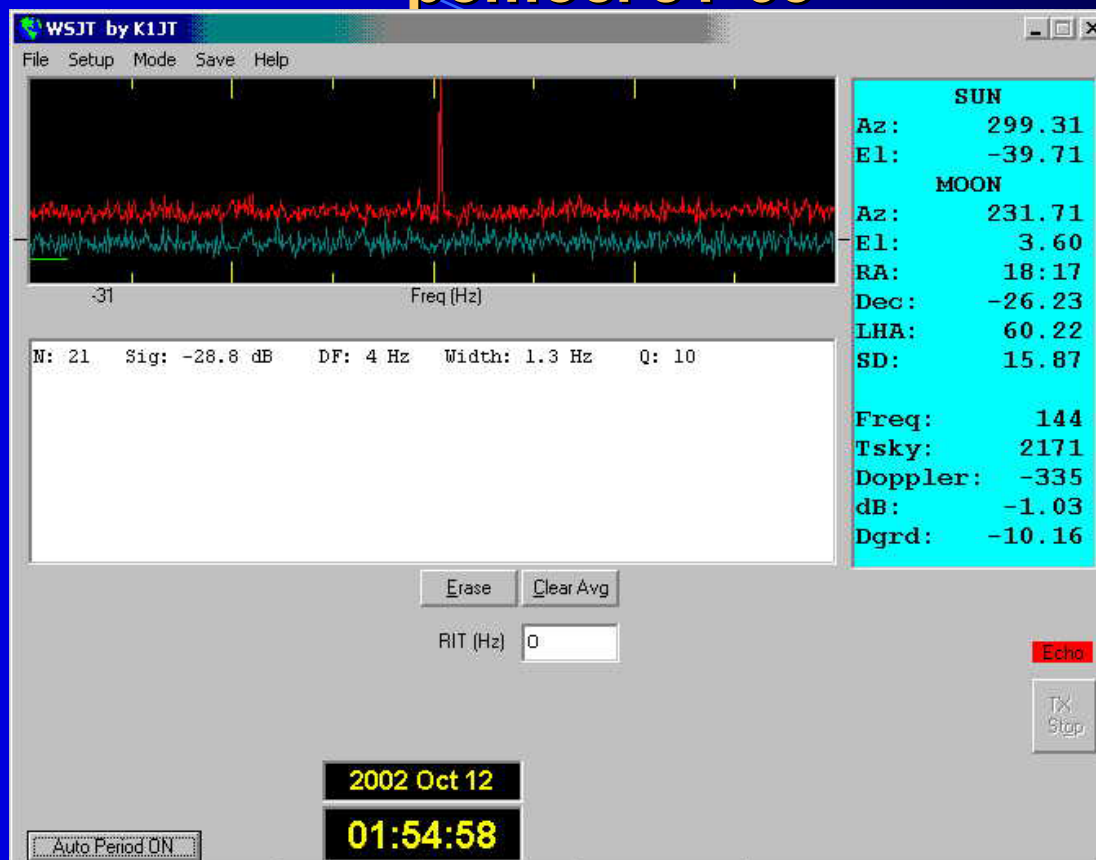 WSJT by K1JT
File Setup Mode Save Help
-31 Freq (Hz)
N: 21 Sig: -28.8 dB DF: 4 Hz Width: 1.3 Hz Q: 10
SUN
Az: 299.31
El: -39.71
MOON
Az: 231.71
El: 3.60
RA: 18:17
Dec: -26.23
LHA: 60.22
SD: 15.87
Freq: 144
Tsky: 2171
Doppler: -335
dB: -1.03
Dgrd: -10.16
Erase Clear Avg
RIT (Hz) 0
Echo
TX
Stop
2002 Oct 12
01:54:58
Auto Period ON